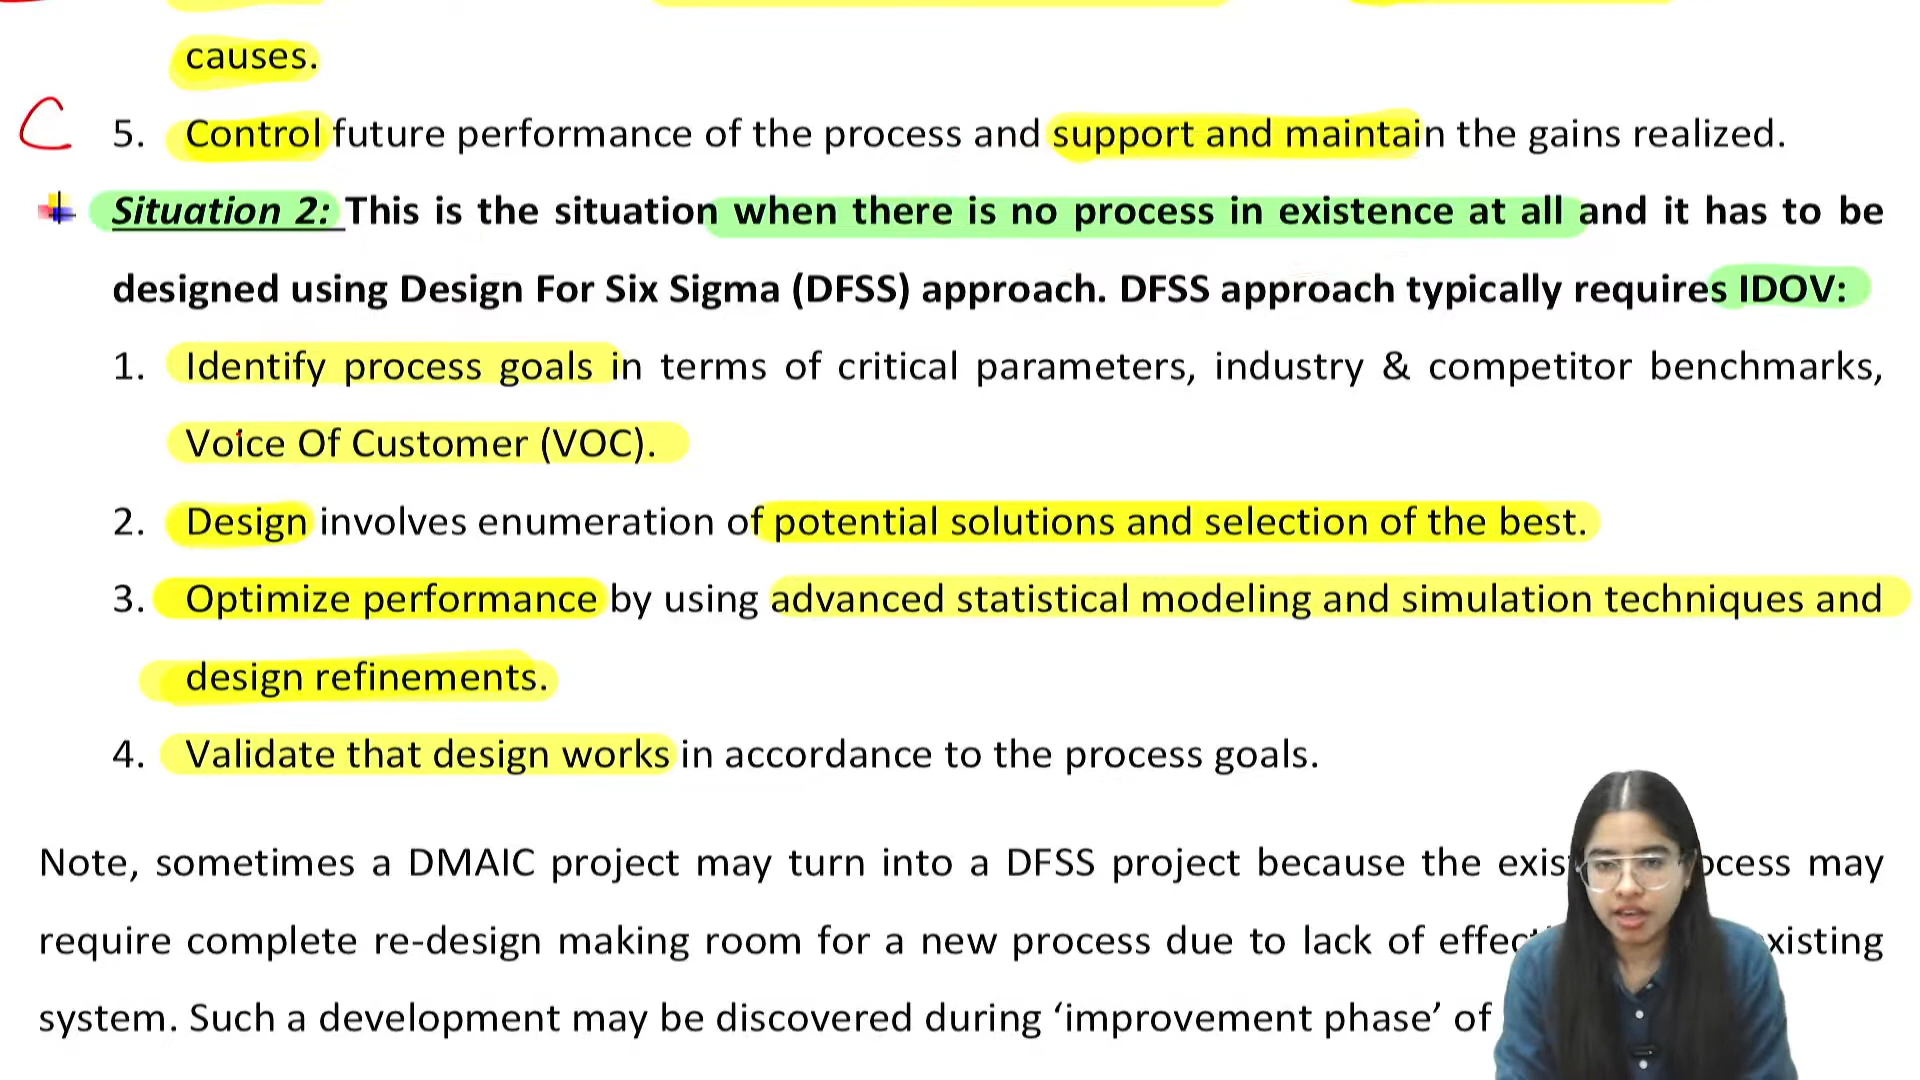 causes.
C 5. Control future performance of the process and support and maintain the gains realized.
Situation 2: This is the situation when there is no process in existence at all and it has to be
designed using Design For Six Sigma (DFSS) approach. DFSS approach typically requires IDOV:
1. Identify process goals in terms of critical parameters, industry & competitor benchmarks,
Voice Of Customer (VOC).
2. Design involves enumeration of potential solutions and selection of the best.
3. Optimize performance by using advanced statistical modeling and simulation techniques and
design refinements.
4. Validate that design works in accordance to the process goals.
Note, sometimes a DMAIC project may turn into a DFSS project because the may
require complete re-design making room for a new process due to lack of
system. Such a development may be discovered during ‘improvement phase’ of